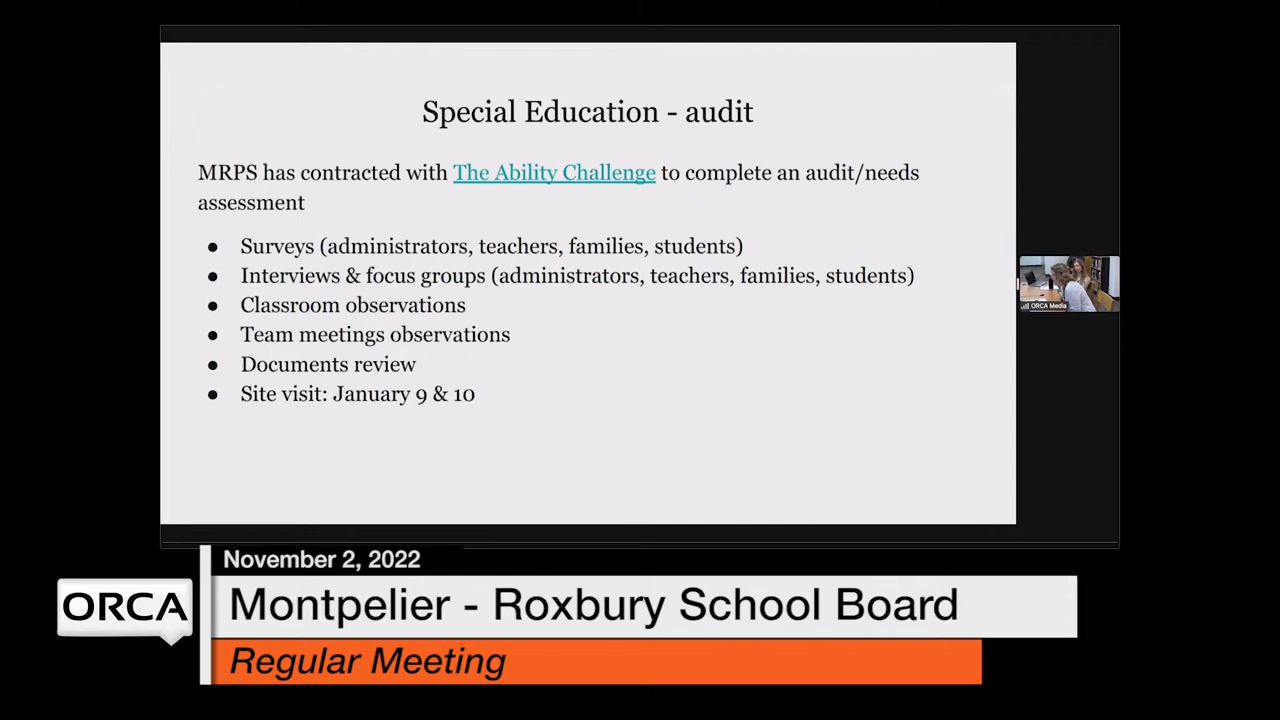 Special Education - audit
MRPS has contracted with The Ability Challenge to complete an audit/needs
assessment
● Surveys (administrators, teachers, families, students)
● Interviews & focus groups (administrators, teachers, families, students)
● Classroom observations
● Team meetings observations
● Documents review
● Site visit: January 9 & 10
ORCA Media
November 2, 2022
ORCA
Montpelier - Roxbury School Board
Regular Meeting